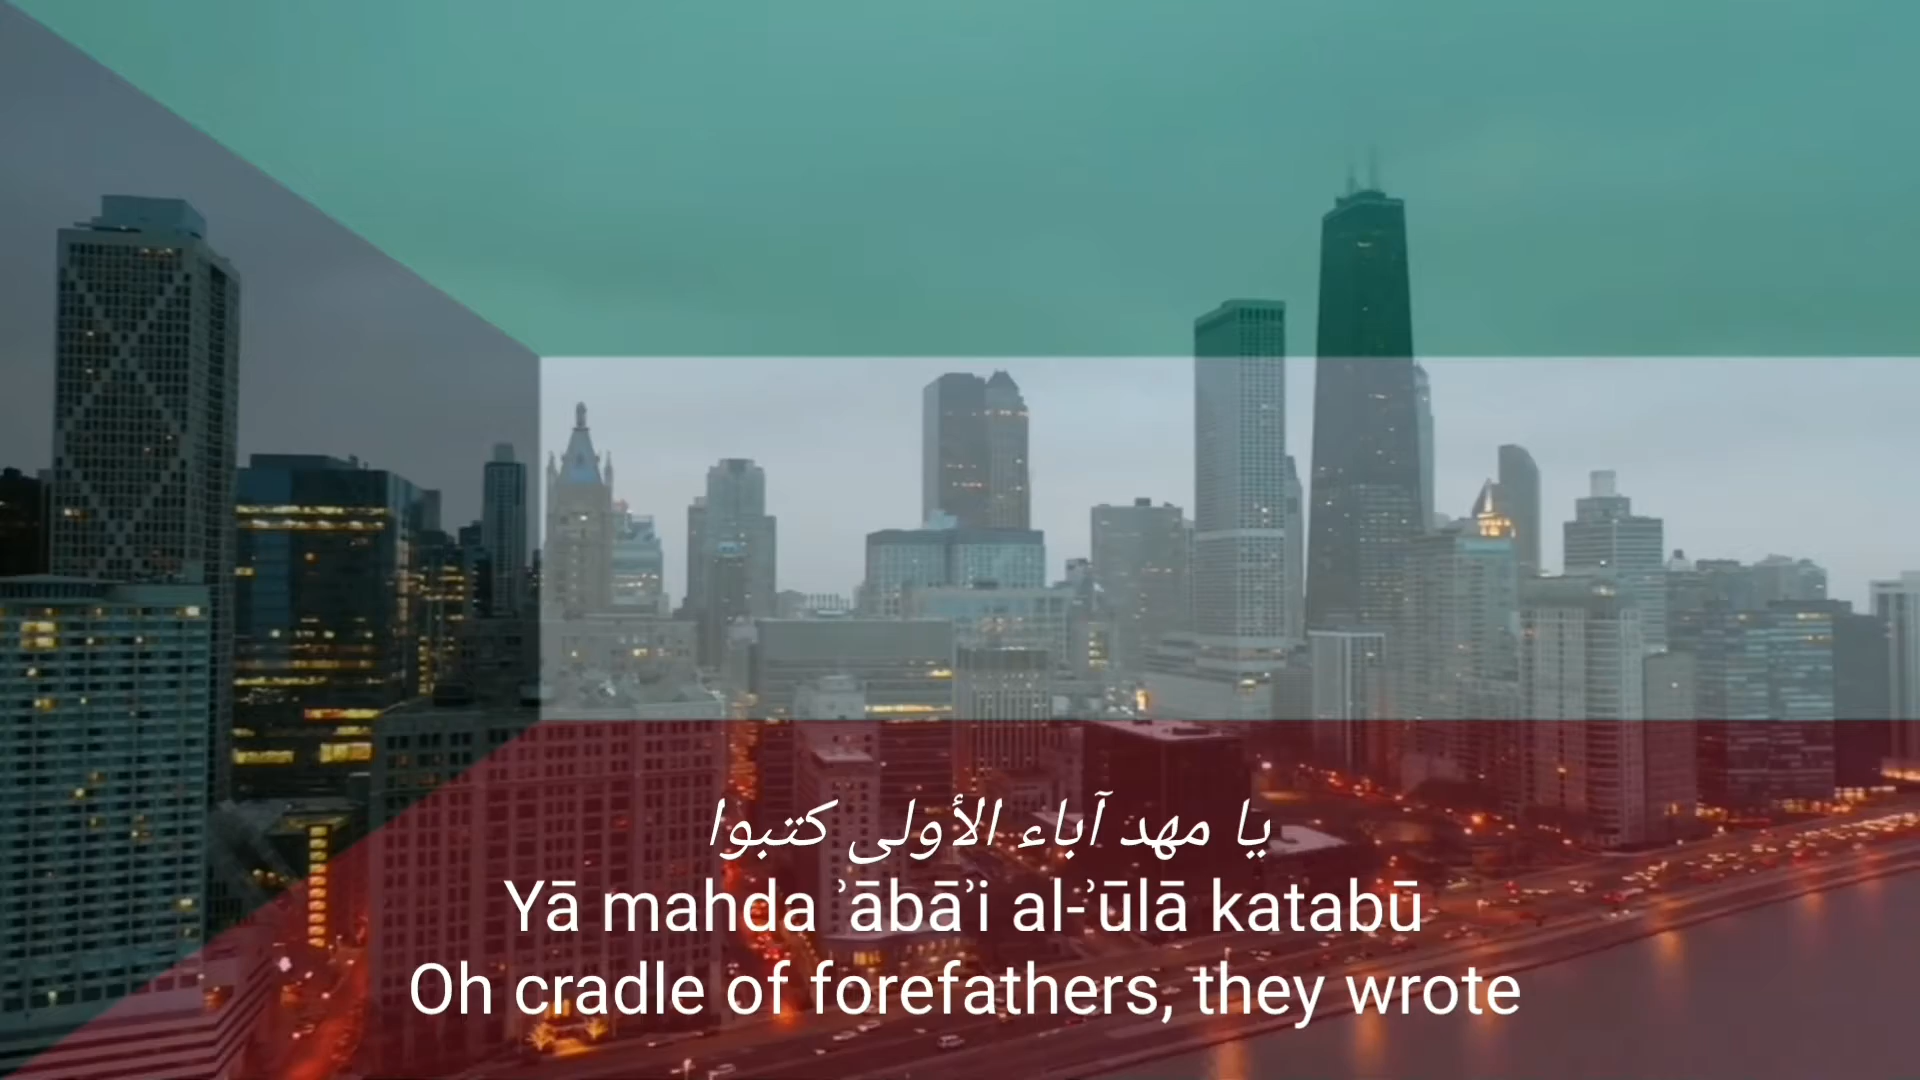 يا مهد آباء الأولى كتبوا
Yā mahda ʾābāʾi al-ʾūlā katabū
Oh cradle of forefathers, they wrote